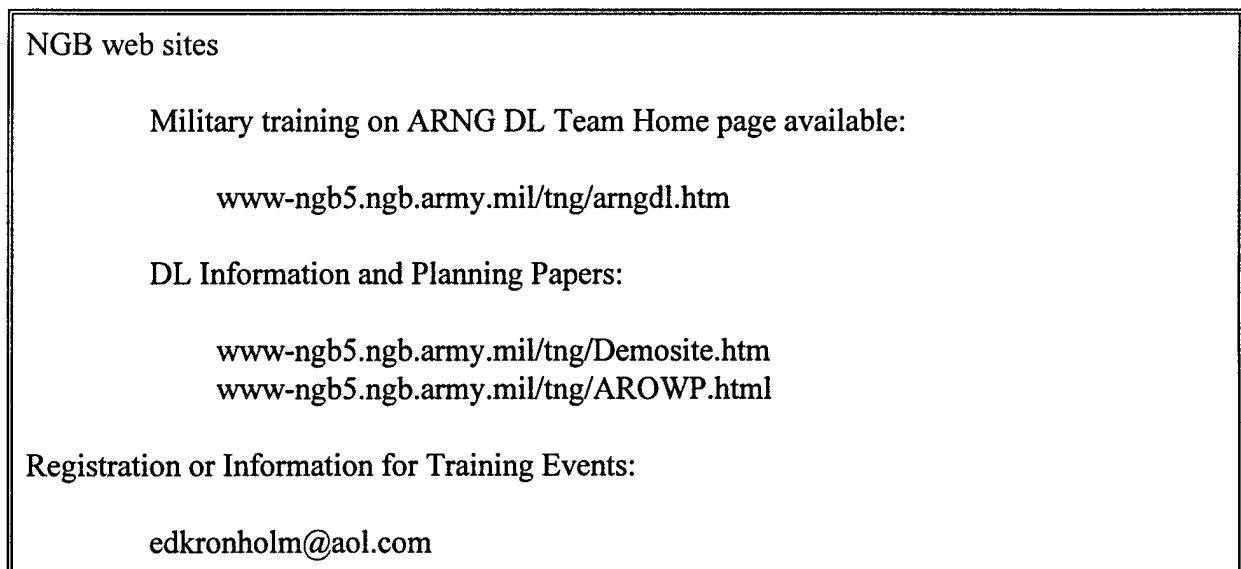 NGB web sites
Military training on ARNG DL Team Home page available:
www-ngb5.ngb.army.mil/tng/arngdl.htm
DL Information and Planning Papers:
www-ngb5.ngb.army.mil/tng/Demosite.htm
www-ngb5.ngb.army.mil/tng/AROWP.html
Registration or Information for Training Events:
edkronholm@aol.com